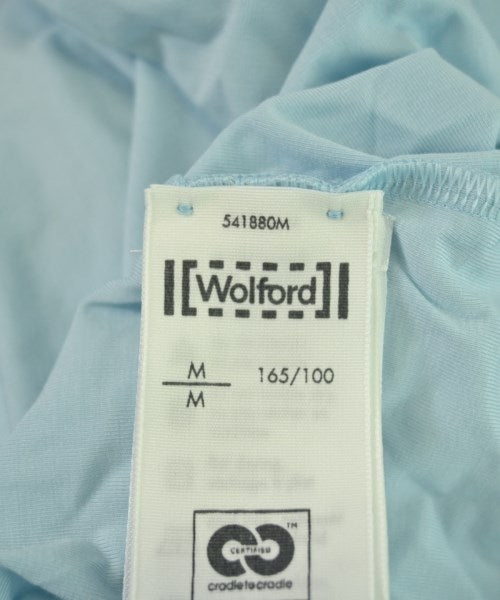 541880M
Wolford
M 165/100
M
TM
CERTIFIED
cradletocradle